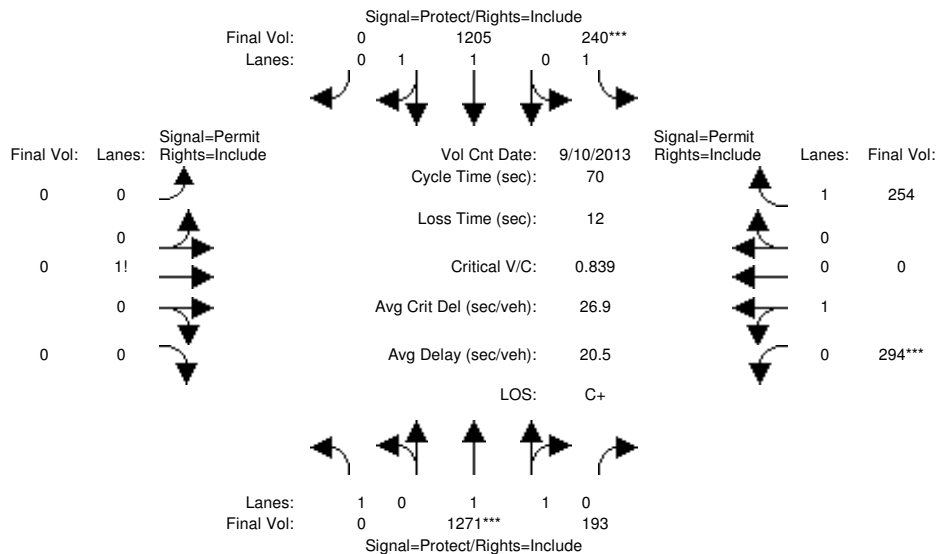 Signal=Protect/Rights=Include
Final Vol: 0 1205 240***
Lanes: 0 1 1 0 1
Signal=Permit
Final Vol: Lanes: Rights=Include
Vol Cnt Date: 9/10/2013
Signal=Permit
Rights=Include Lanes: Final Vol:
Cycle Time (sec): 70
0 0
1 254
Loss Time (sec): 12
0
0
0 1!
Critical V/C: 0.839
0 0
0
Avg Crit Del (sec/veh): 26.9
1
0 0
Avg Delay (sec/veh): 20.5
0 294***
LOS: C+
Lanes: 1 0 1 1 0
Final Vol: 0 1271*** 193
Signal=Protect/Rights=Include